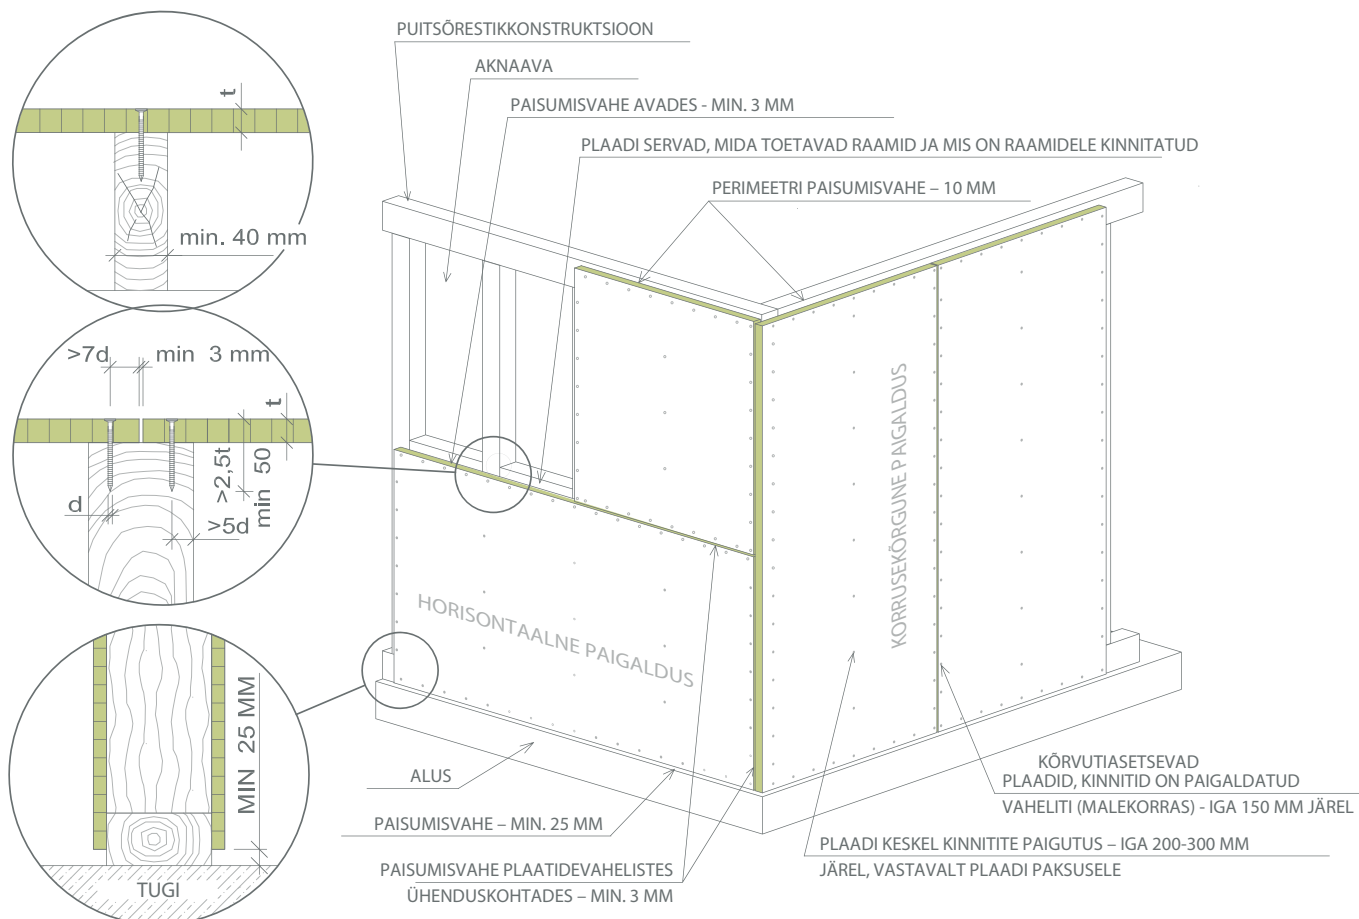 PUITSÕRESTIKKONSTRUKTSIOON
AKNAAVA
PAISUMISVAHE AVADES - MIN. 3 MM
PLAADI SERVAD, MIDA TOETAVAD RAAMID JA MIS ON RAAMIDELE KINNITATUD
PERIMEETRI PAISUMISVAHE – 10 MM
t
min. 40 mm
>7d
min 3 mm
t
>2,5t
min 50
d
>5d
MIN 25 MM
TUGI
HORISONTAALNE PAIGALDUS
KORRUSEKÕRGUNE PAIGALDUS
ALUS
PAISUMISVAHE – MIN. 25 MM
PAISUMISVAHE PLAATIDEVAHELISTES
ÜHENDUSKOHTADES – MIN. 3 MM
KÕRVUTIASETSEVAD
PLAADID, KINNITID ON PAIGALDATUD
VAHELITI (MALEKORRAS) - IGA 150 MM JÄREL
PLAADI KESKEL KINNITITE PAIGUTUS – IGA 200-300 MM
JÄREL, VASTAVALT PLAADI PAKSUSELE